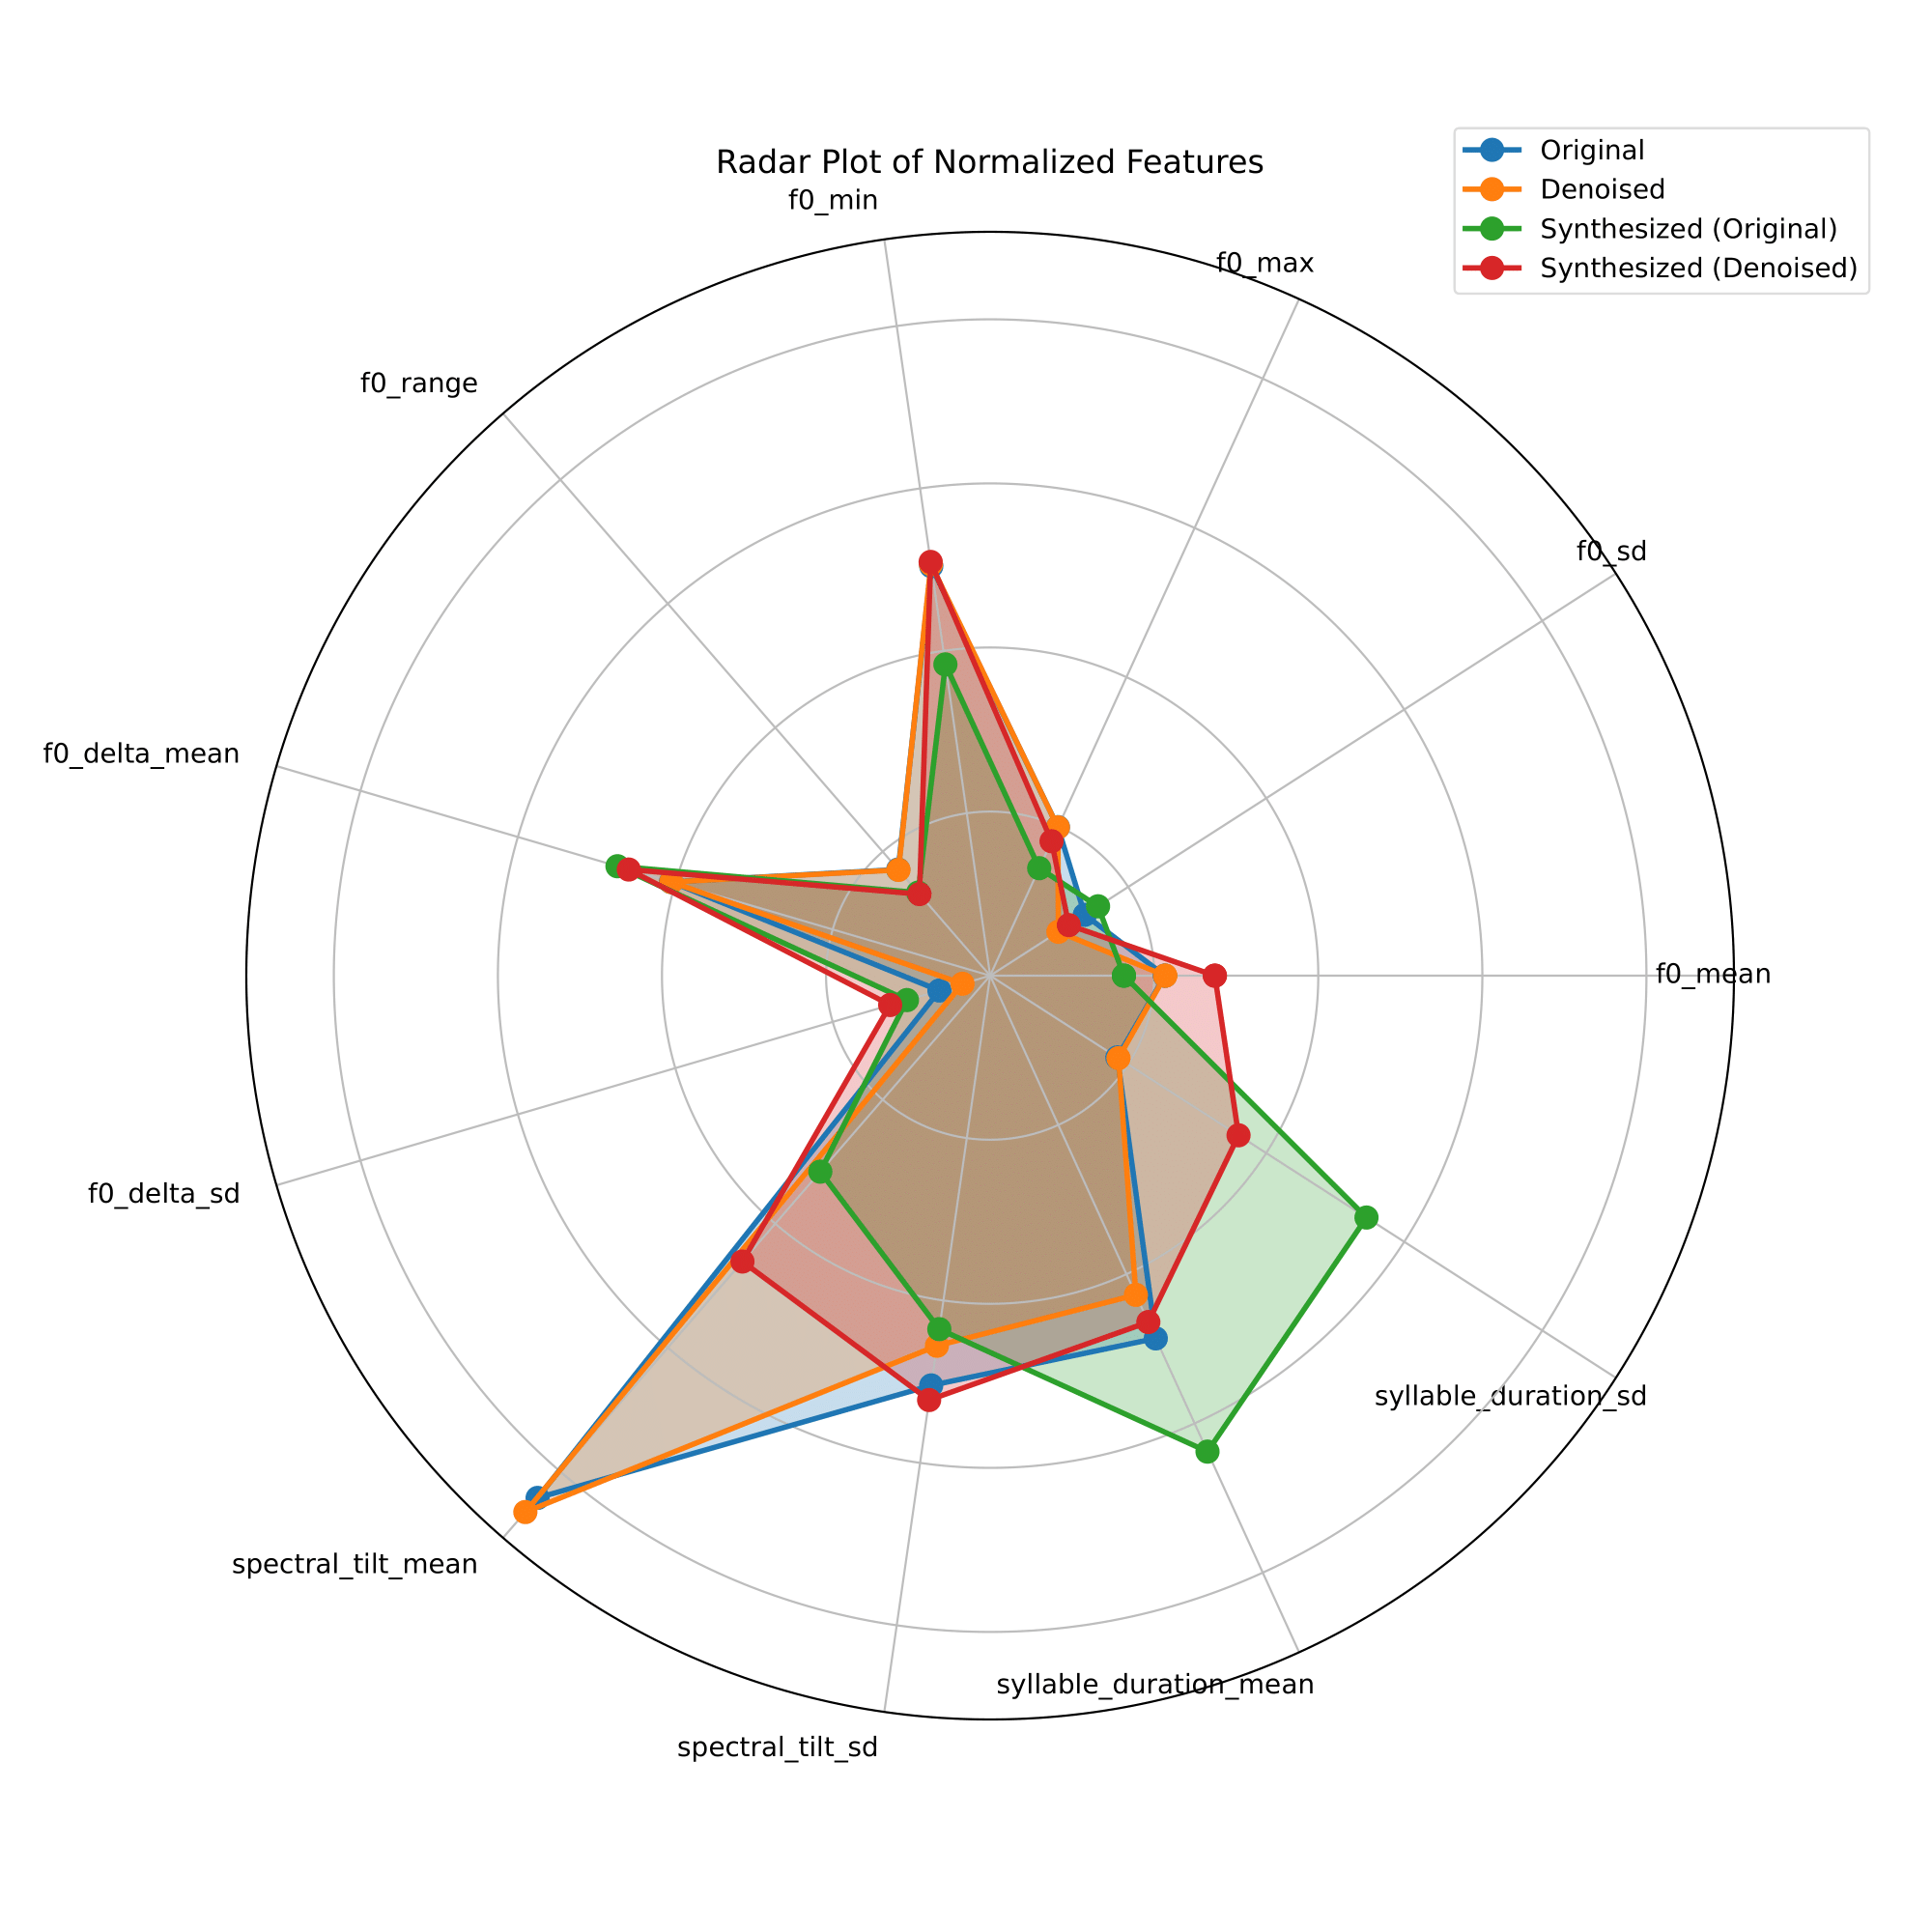 Radar Plot of Normalized Features
Original
Denoised
Synthesized (Original)
Synthesized (Denoised)
f0_min
f0_max
f0_range
f0_sd
f0_delta_mean
f0_mean
f0_delta_sd
syllable_duration_sd
spectral_tilt_mean
syllable_duration_mean
spectral_tilt_sd